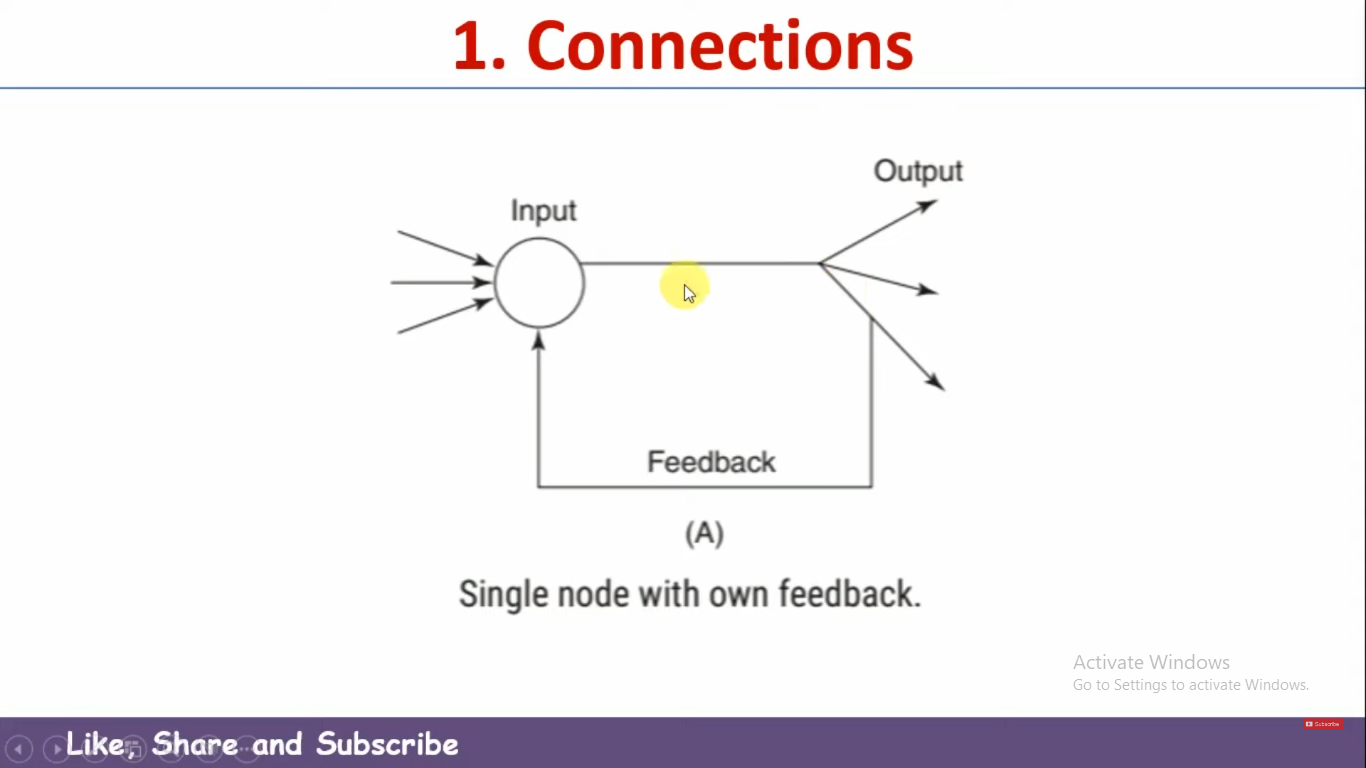 1. Connections
Output
Input
Feedback
(A)
Single node with own feedback.
Activate Windows
Go to Settings to activate Windows.
Subscribe
Like, Share and Subscribe